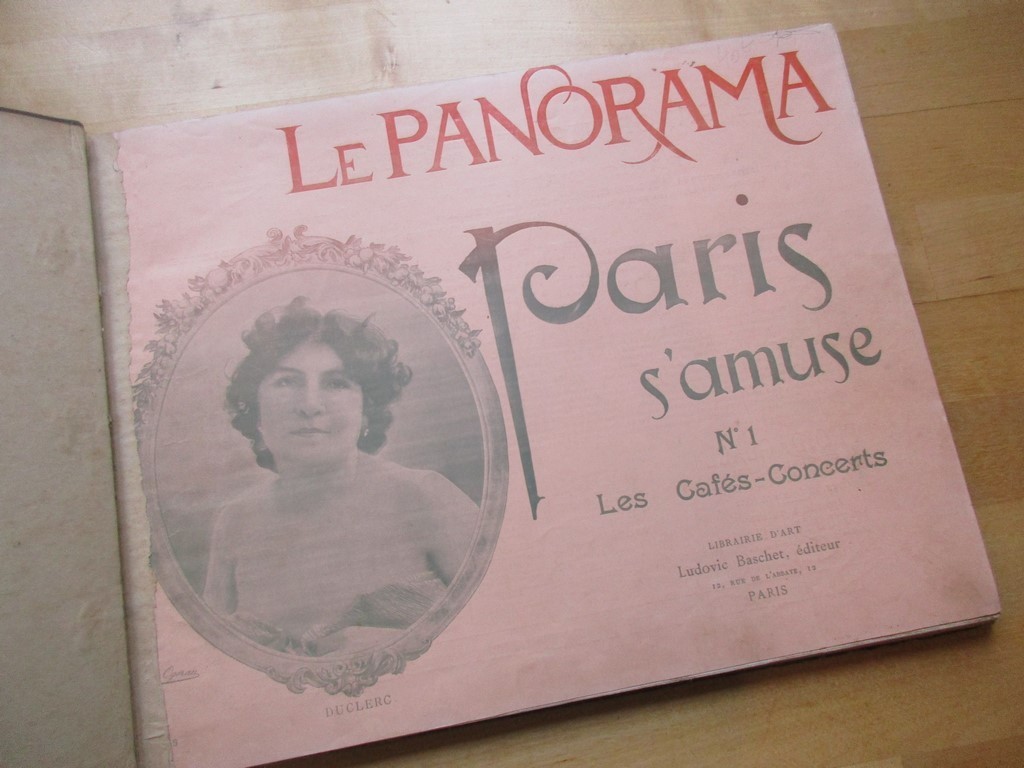 LE PANORAMA
Paris
s'amuse
N° 1
Les Cafés-Concerts
LIBRAIRIE D'ART
Ludovic Baschet, éditeur
12, RUE DE L'ABBAYE, 12
PARIS
DUCLERC